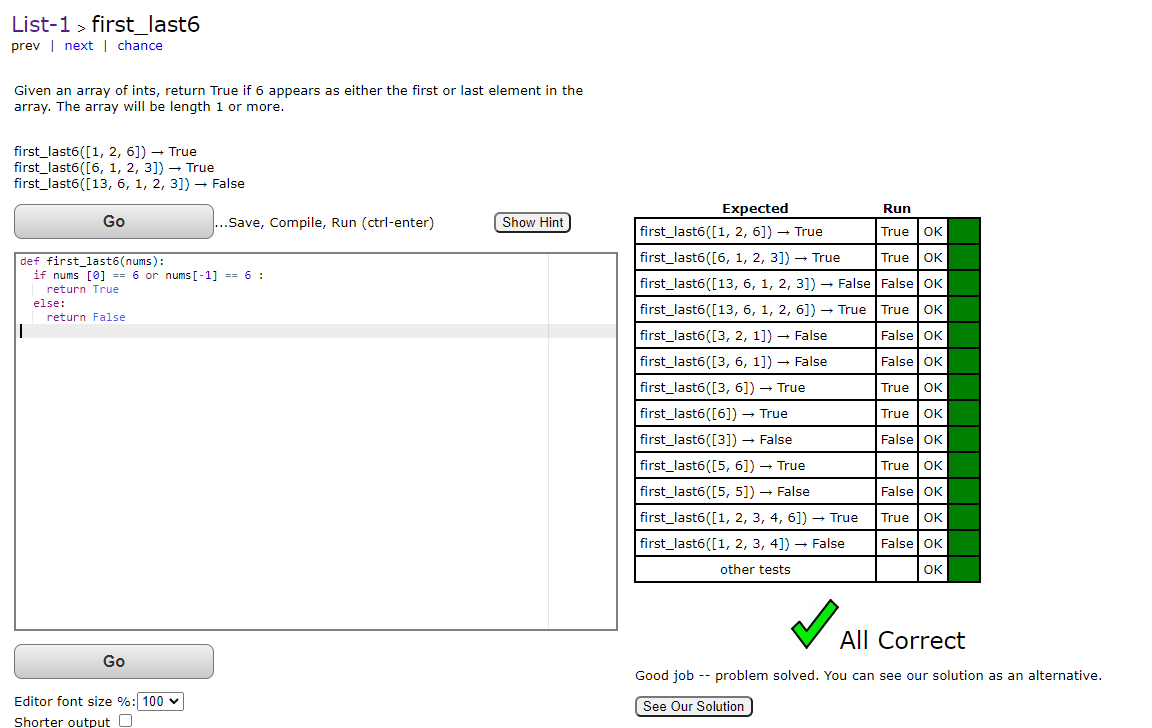 List-1 > first_last6
prev | next | chance
Given an array of ints, return True if 6 appears as either the first or last element in the
array. The array will be length 1 or more.
first_last6([1, 2, 6]) → True
first_last6([6, 1, 2, 3]) → True
first_last6([13, 6, 1, 2, 3]) → False
Go
...Save, Compile, Run (ctrl-enter)
Show Hint
def first_last6(nums):
  if nums [0] == 6 or nums[-1] == 6 :
    return True
  else:
    return False
Go
Editor font size %: 100
Shorter output
Expected Run
first_last6([1, 2, 6]) → True True OK
first_last6([6, 1, 2, 3]) → True True OK
first_last6([13, 6, 1, 2, 3]) → False False OK
first_last6([13, 6, 1, 2, 6]) → True True OK
first_last6([3, 2, 1]) → False False OK
first_last6([3, 6, 1]) → False False OK
first_last6([3, 6]) → True True OK
first_last6([6]) → True True OK
first_last6([3]) → False False OK
first_last6([5, 6]) → True True OK
first_last6([5, 5]) → False False OK
first_last6([1, 2, 3, 4, 6]) → True True OK
first_last6([1, 2, 3, 4]) → False False OK
other tests OK
All Correct
Good job -- problem solved. You can see our solution as an alternative.
See Our Solution